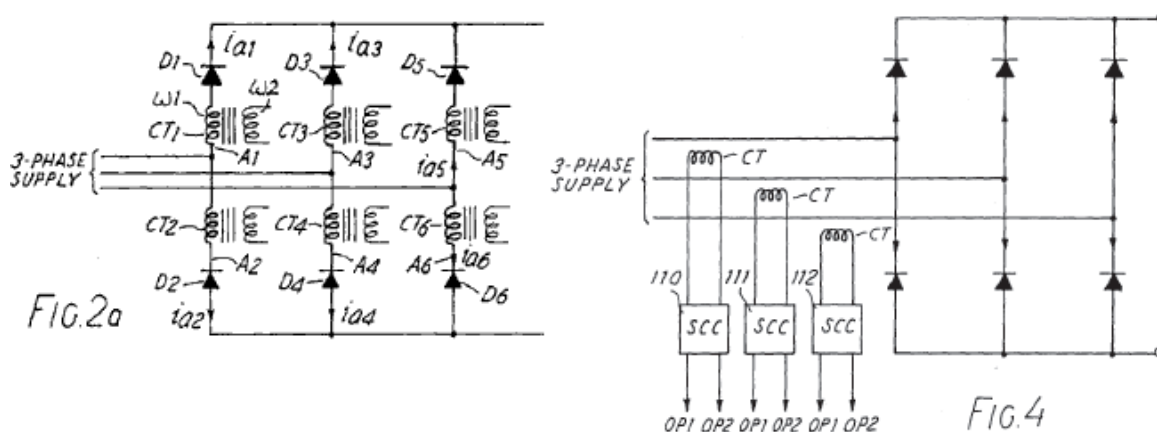 ia1
ia3
D1
D3
D5
W1
W2
CT1
CT3
CT5
3-PHASE
SUPPLY
A1
A3
A5
ia5
CT2
CT4
CT6
A2
A4
A6
ia6
D2
D4
D6
ia2
ia4
FIG.2a
3-PHASE
SUPPLY
CT
CT
CT
110
111
112
SCC
SCC
SCC
OP1 OP2 OP1 OP2 OP1 OP2
FIG.4